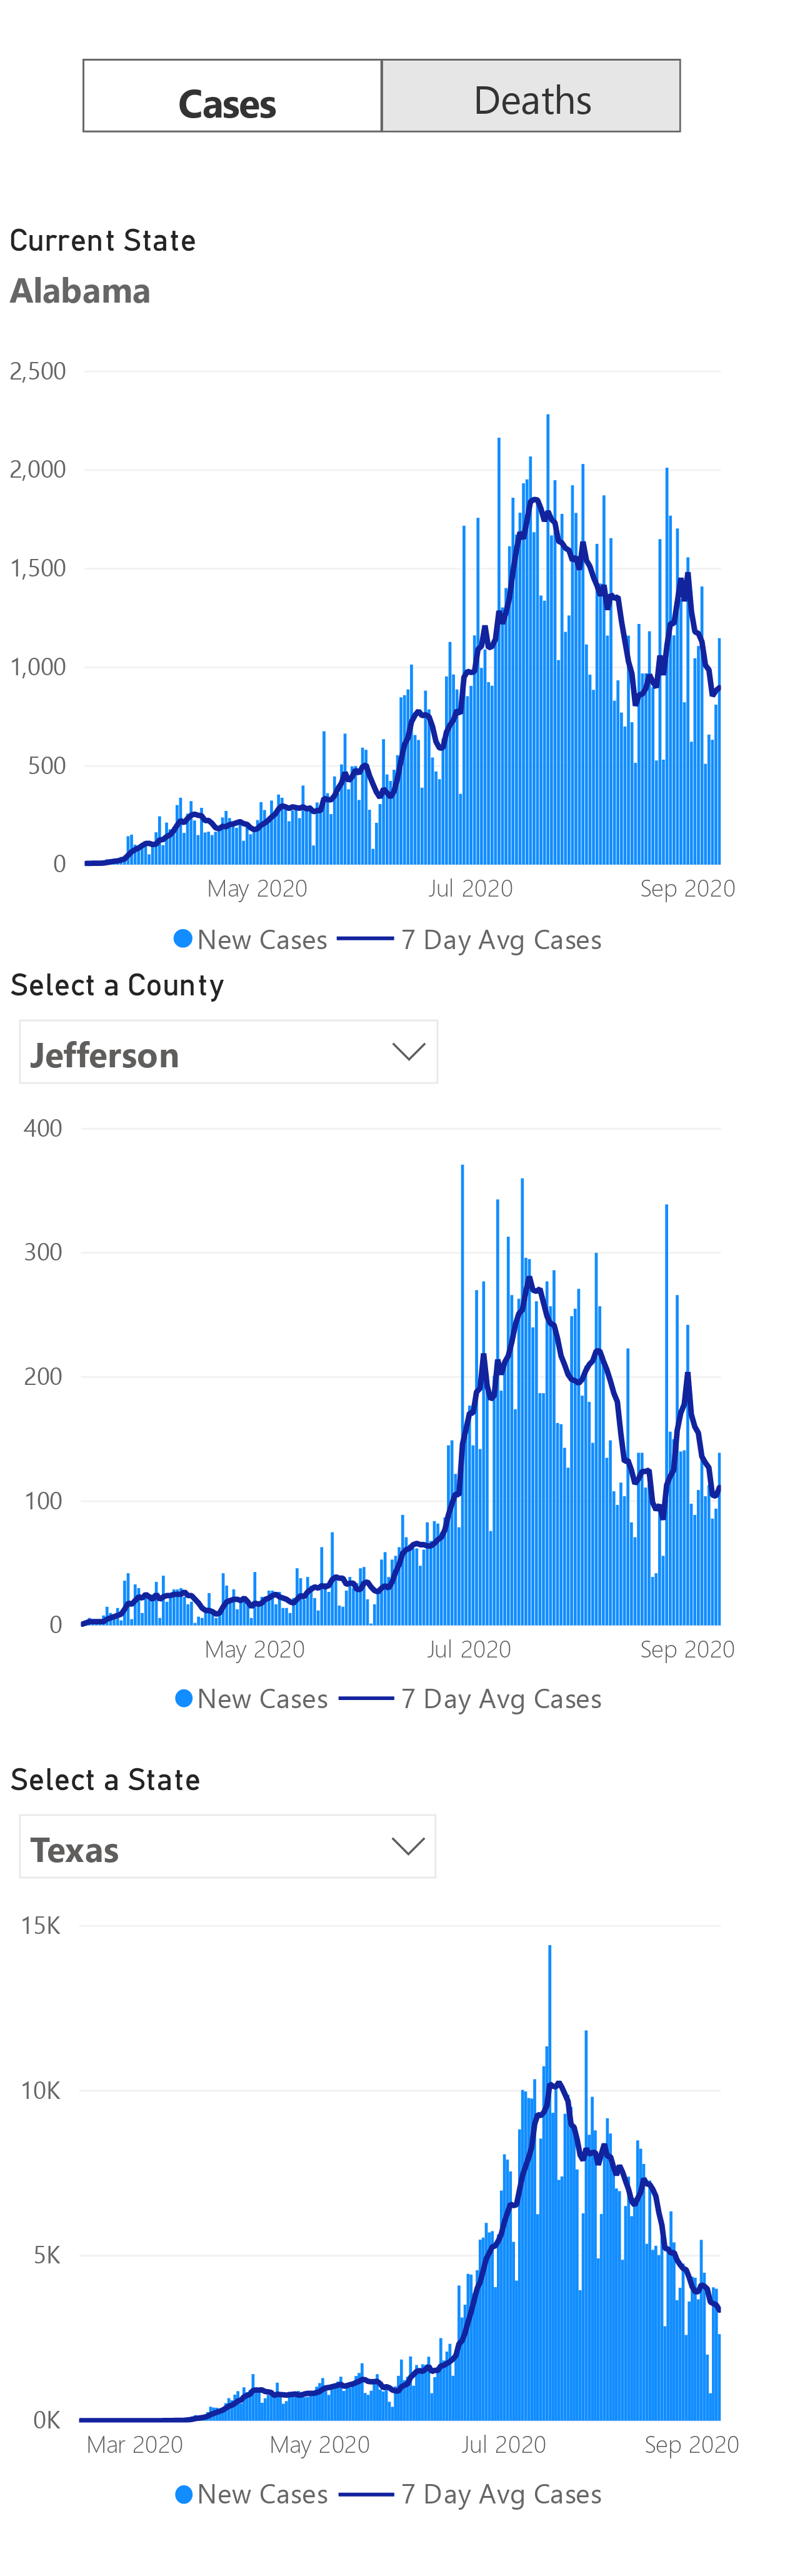 Cases Deaths
Current State
Alabama
2,500
2,000
1,500
1,000
500
0
May 2020 Jul 2020 Sep 2020
New Cases 7 Day Avg Cases
Select a County
Jefferson
400
300
200
100
0
May 2020 Jul 2020 Sep 2020
New Cases 7 Day Avg Cases
Select a State
Texas
15K
10K
5K
0K
Mar 2020 May 2020 Jul 2020 Sep 2020
New Cases 7 Day Avg Cases